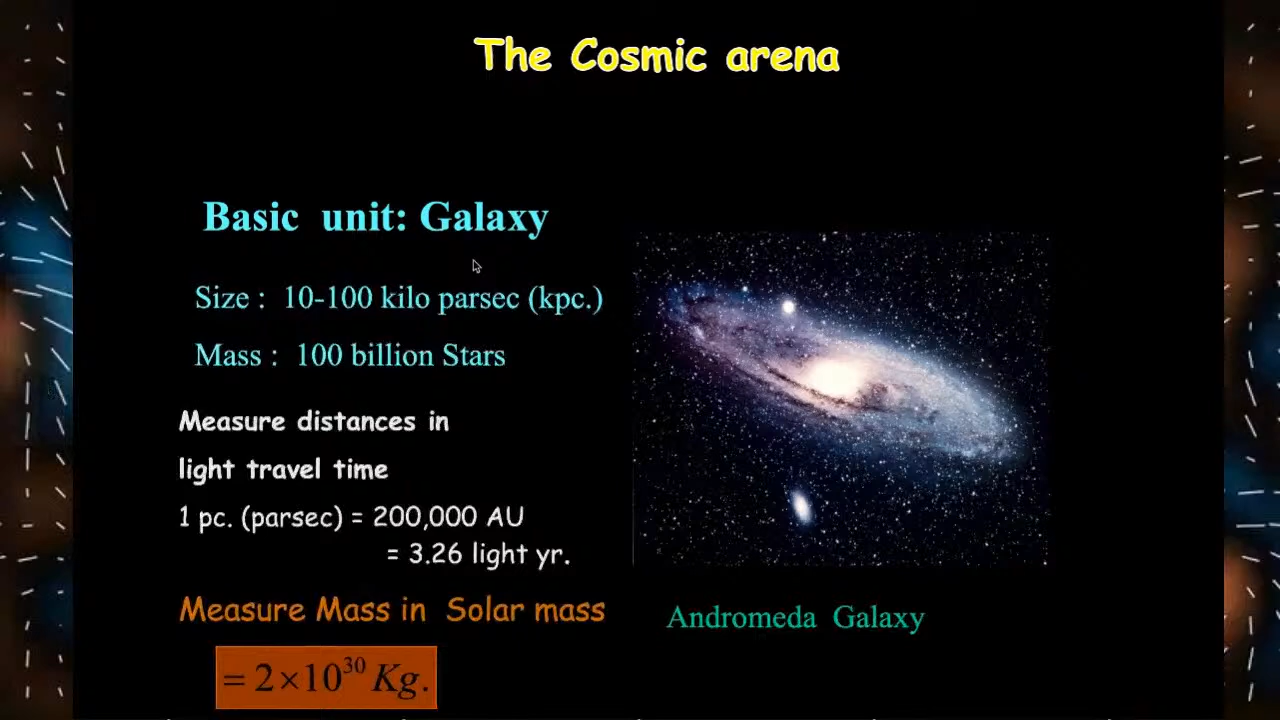 The Cosmic arena
Basic unit: Galaxy
Size : 10-100 kilo parsec (kpc.)
Mass : 100 billion Stars
Measure distances in
light travel time
1 pc. (parsec) = 200,000 AU
= 3.26 light yr.
Measure Mass in Solar mass
= 2×10³⁰ Kg.
Andromeda Galaxy